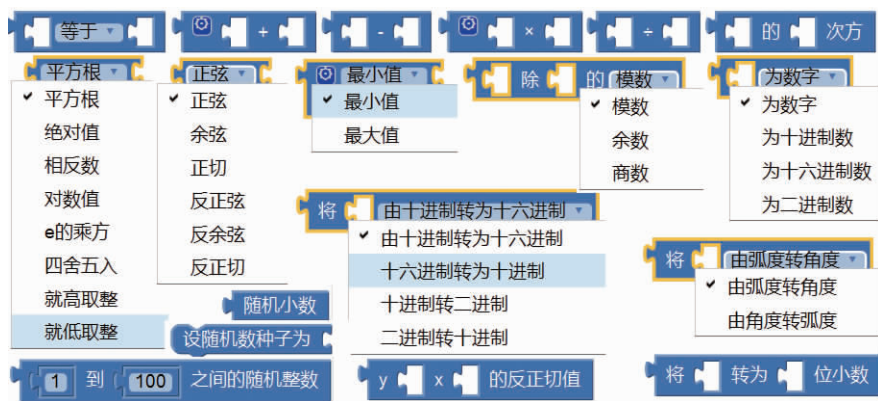 等于 + - × ÷ 的 次方
平方根 正弦 最小值 除 的 模数 为数字
平方根
绝对值
相反数
对数值
e的乘方
四舍五入
就高取整
就低取整
正弦
余弦
正切
反正弦
反余弦
反正切
最小值
最大值
模数
余数
商数
为数字
为十进制数
为十六进制数
为二进制数
将 由十进制转为十六进制
由十进制转为十六进制
十六进制转为十进制
十进制转二进制
二进制转十进制
将 由弧度转角度
由弧度转角度
由角度转弧度
随机小数
设随机数种子为
1 到 100 之间的随机整数
y x 的反正切值
将 转为 位小数